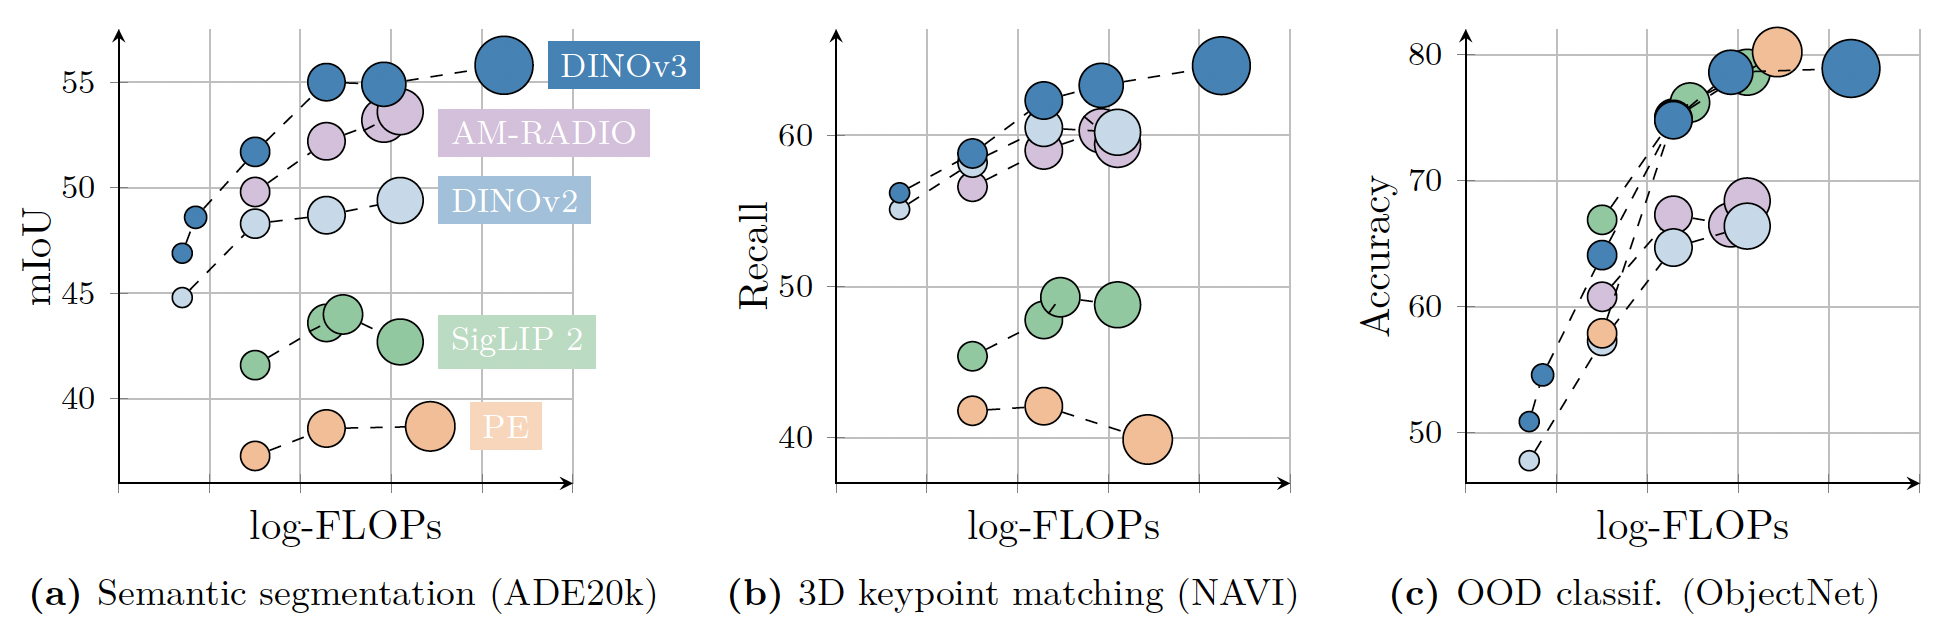 mIoU
55
50
45
40
DINOv3
AM-RADIO
DINOv2
SigLIP 2
PE
log-FLOPs
(a) Semantic segmentation (ADE20k)
Recall
60
50
40
log-FLOPs
(b) 3D keypoint matching (NAVI)
Accuracy
80
70
60
50
log-FLOPs
(c) OOD classif. (ObjectNet)